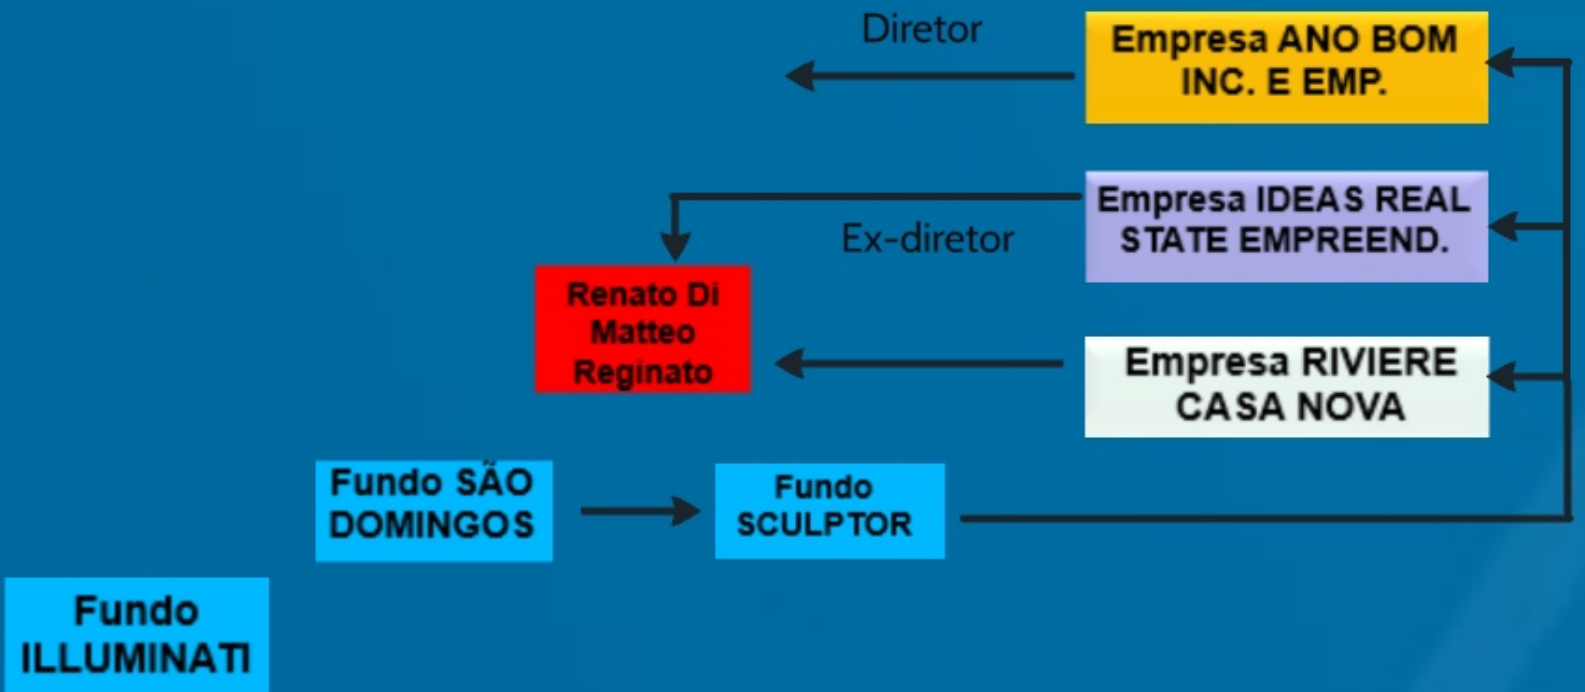 Diretor
Empresa ANO BOM
INC. E EMP.
Empresa IDEAS REAL
STATE EMPREEND.
Ex-diretor
Renato Di
Matteo
Reginato
Empresa RIVIERE
CASA NOVA
Fundo SÃO
DOMINGOS
Fundo
SCULPTOR
Fundo
ILLUMINATI